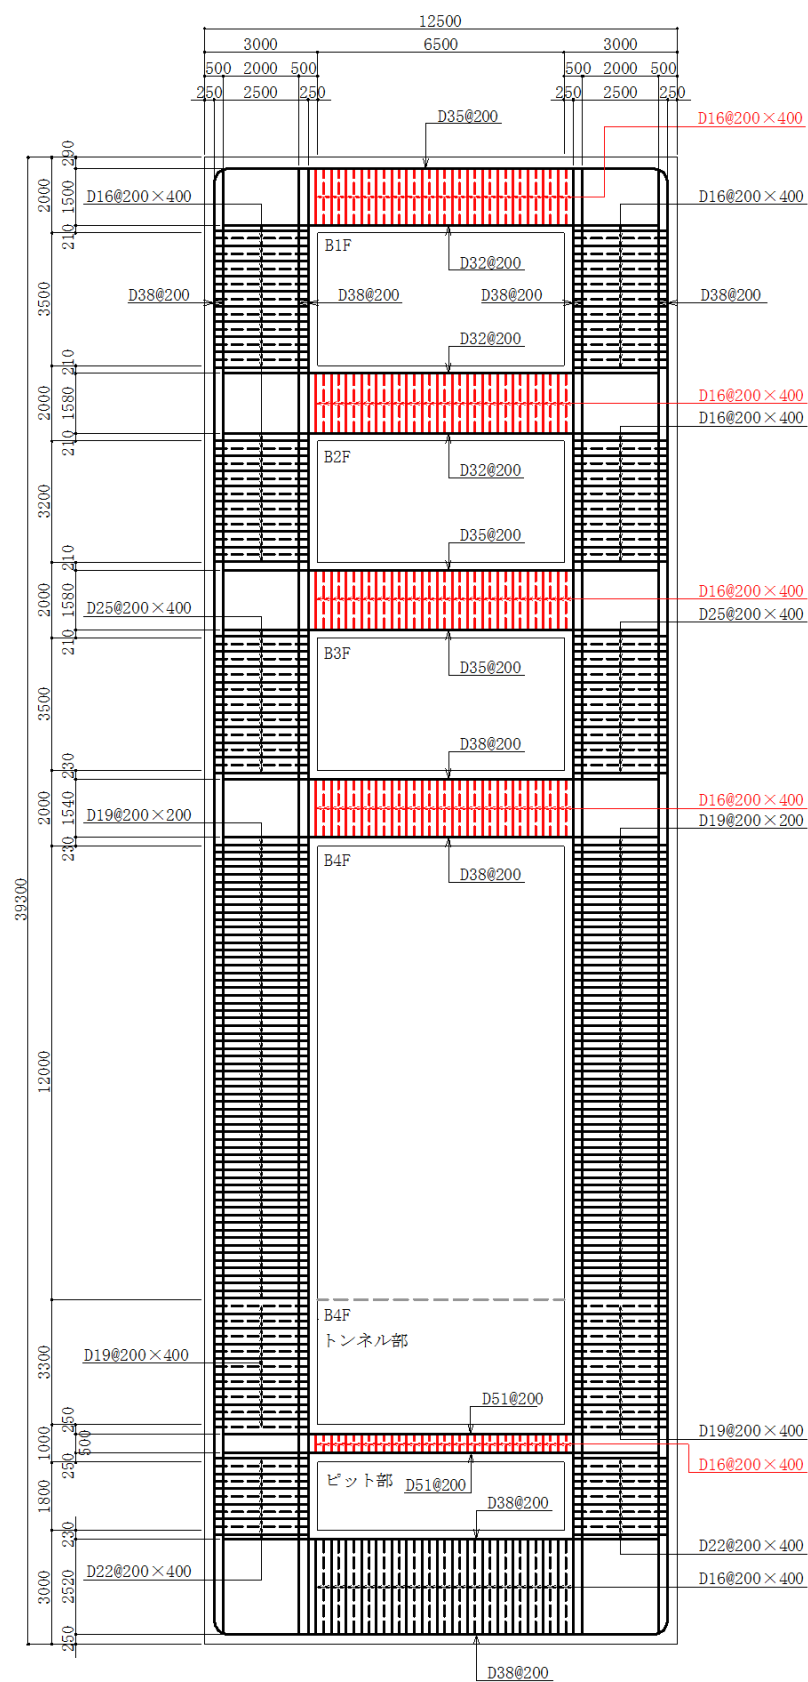 12500
3000 6500 3000
500 2000 500 500 2000 500
250 2500 250 250 2500 250
D35@200
D16@200×400
290
2000
1500
210
D16@200×400
D16@200×400
B1F
D32@200
3500
D38@200
D38@200
D38@200
D38@200
D32@200
210
2000
1580
210
D16@200×400
D16@200×400
B2F
D32@200
3200
D35@200
210
2000
1580
210
D16@200×400
D25@200×400
D25@200×400
B3F
D35@200
3500
D38@200
230
2000
1540
230
D16@200×400
D19@200×200
D19@200×200
B4F
D38@200
39300
12000
B4F
トンネル部
3300
D19@200×400
D51@200
250
1000
500
250
D19@200×400
D16@200×400
ピット部
D51@200
1800
D38@200
230
D22@200×400
D22@200×400
3000
2520
D16@200×400
250
D38@200